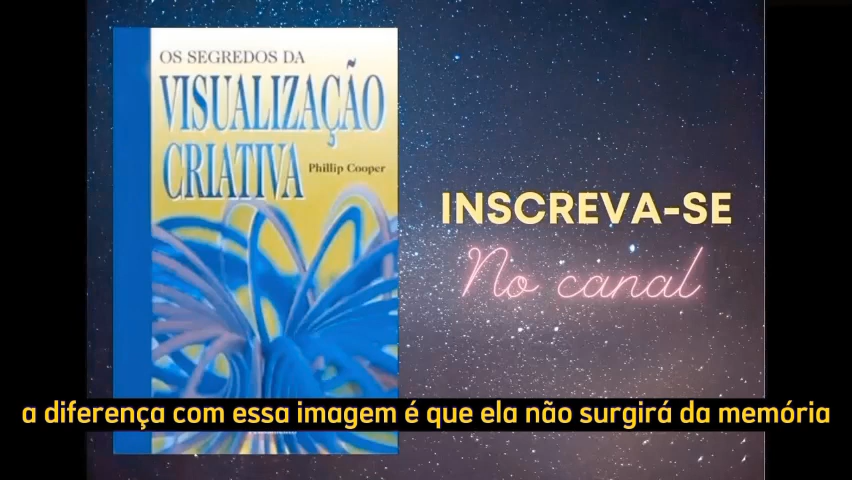 OS SEGREDOS DA
VISUALIZAÇÃO
CRIATIVA
Phillip Cooper
INSCREVA-SE
No canal
a diferença com essa imagem é que ela não surgirá da memória